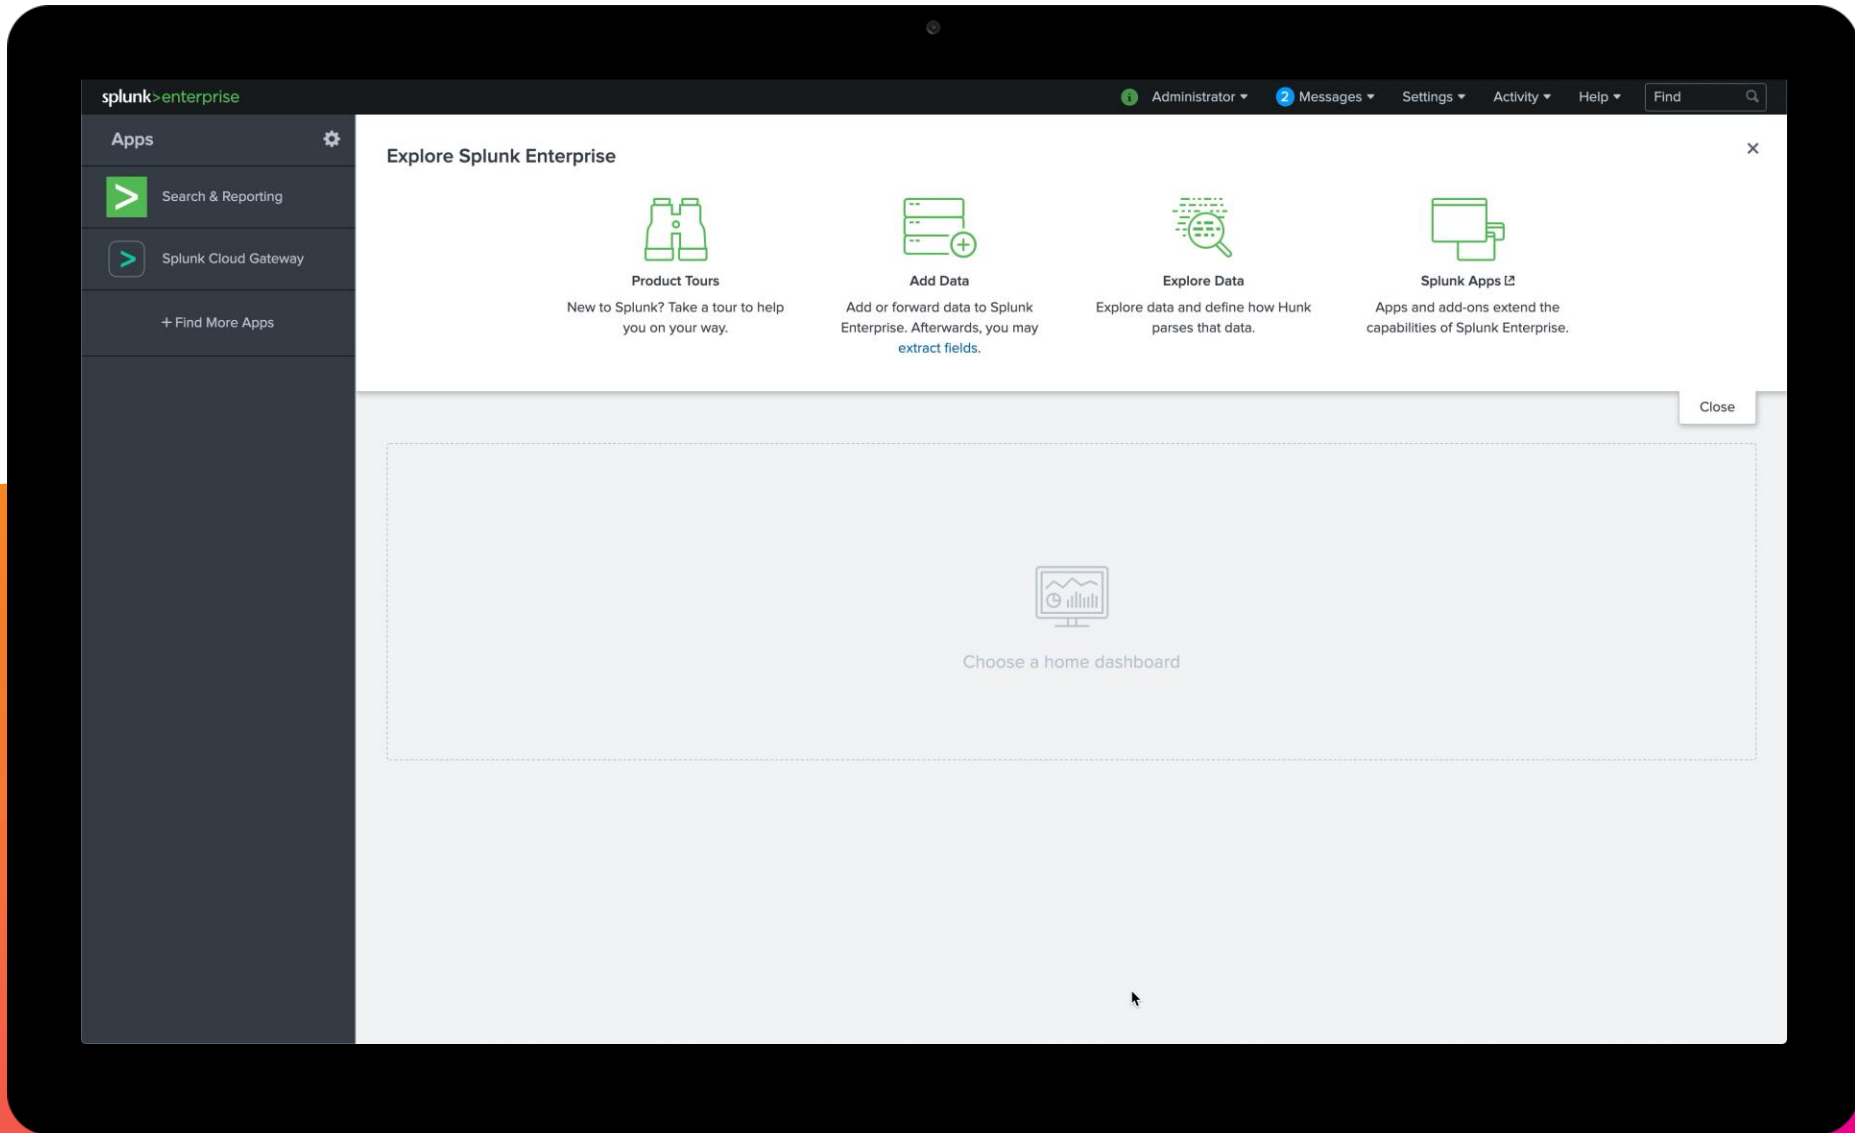 splunk>enterprise
i Administrator 2 Messages Settings Activity Help Find
Apps
Search & Reporting
Splunk Cloud Gateway
+ Find More Apps
Explore Splunk Enterprise
Product Tours
New to Splunk? Take a tour to help
you on your way.
Add Data
Add or forward data to Splunk
Enterprise. Afterwards, you may
extract fields.
Explore Data
Explore data and define how Hunk
parses that data.
Splunk Apps
Apps and add-ons extend the
capabilities of Splunk Enterprise.
Close
Choose a home dashboard